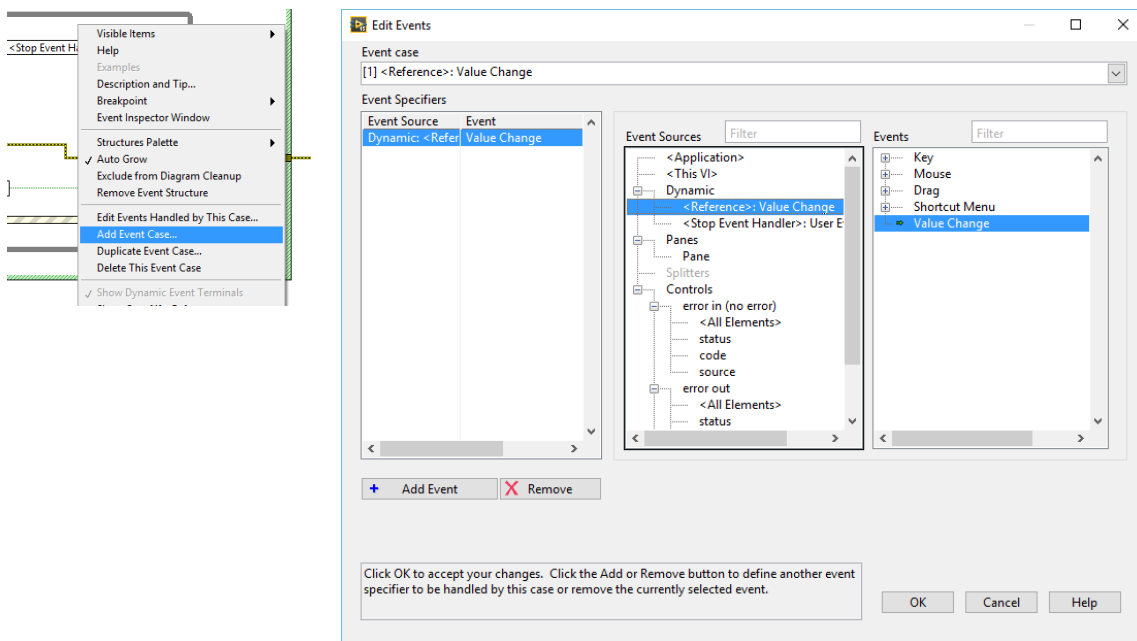 <Stop Event H
Visible Items
Help
Examples
Description and Tip...
Breakpoint
Event Inspector Window
Structures Palette
Auto Grow
Exclude from Diagram Cleanup
Remove Event Structure
Edit Events Handled by This Case...
Add Event Case...
Duplicate Event Case...
Delete This Event Case
Show Dynamic Event Terminals
Edit Events
Event case
[1] <Reference>: Value Change
Event Specifiers
Event Source Event
Dynamic: <Refer Value Change
Event Sources Filter
<Application>
<This VI>
Dynamic
<Reference>: Value Change
<Stop Event Handler>: User E
Panes
Pane
Splitters
Controls
error in (no error)
<All Elements>
status
code
source
error out
<All Elements>
status
Events Filter
Key
Mouse
Drag
Shortcut Menu
Value Change
Add Event
Remove
Click OK to accept your changes. Click the Add or Remove button to define another event
specifier to be handled by this case or remove the currently selected event.
OK Cancel Help